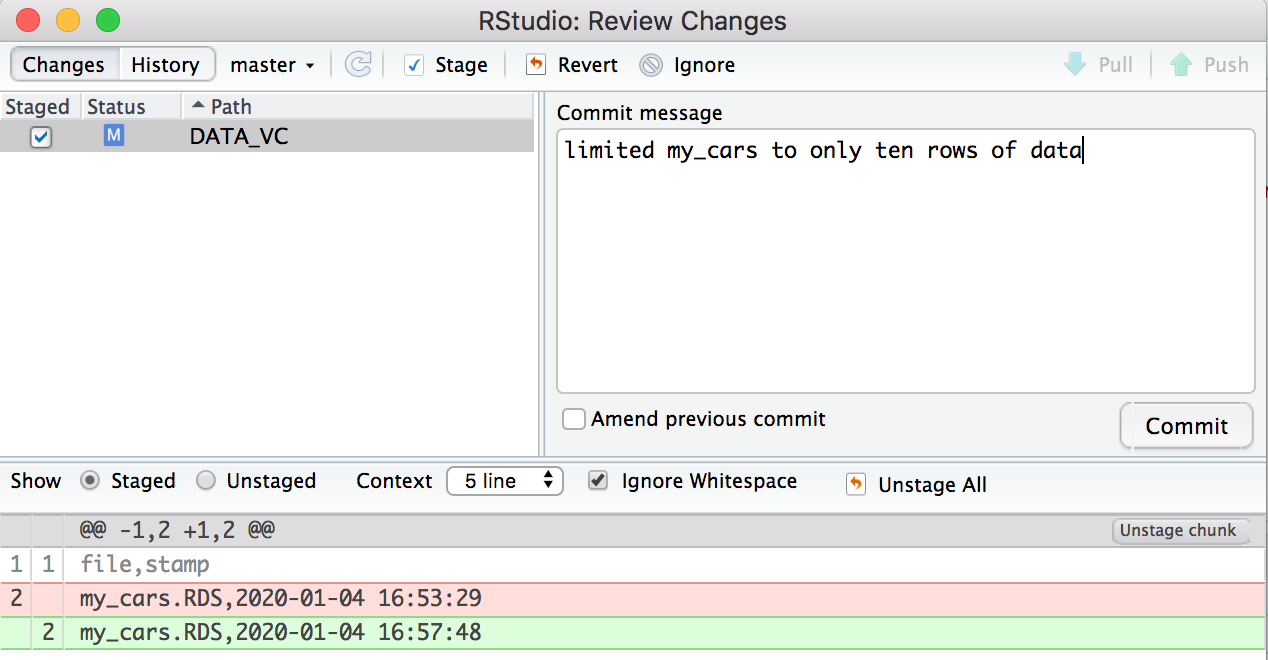 RStudio: Review Changes
Changes History master Stage Revert Ignore Pull Push
Staged Status Path
M DATA_VC
Commit message
limited my_cars to only ten rows of data
Amend previous commit
Commit
Show Staged Unstaged Context 5 line Ignore Whitespace Unstage All
@@ -1,2 +1,2 @@ Unstage chunk
1 1 file,stamp
2 my_cars.RDS,2020-01-04 16:53:29
2 my_cars.RDS,2020-01-04 16:57:48